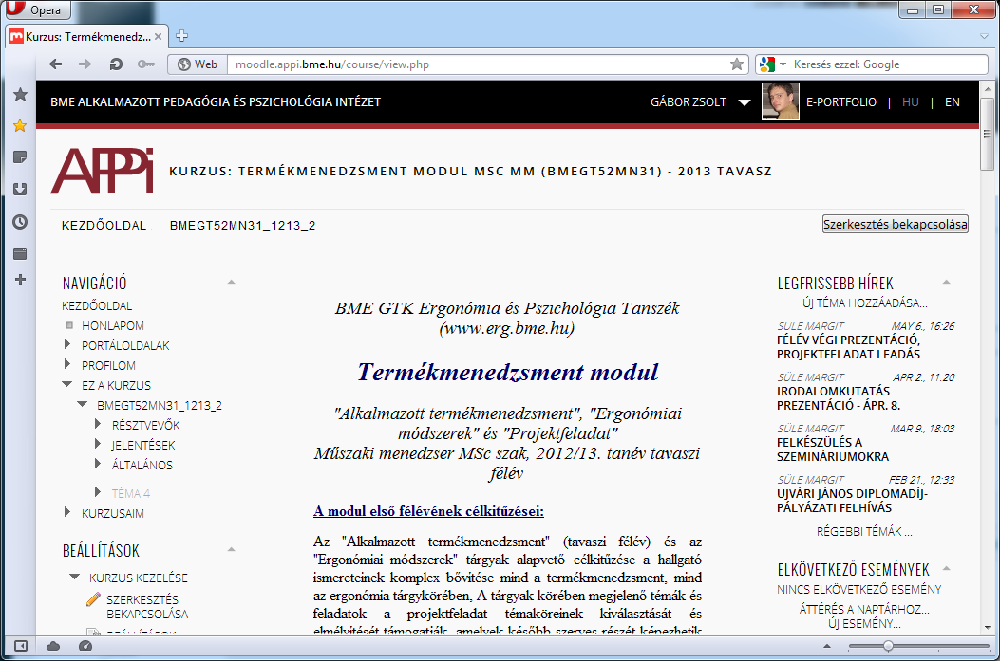 Opera
Kurzus: Termékmenedz...
Web
moodle.appi.bme.hu/course/view.php
Keresés ezzel: Google
BME ALKALMAZOTT PEDAGÓGIA ÉS PSZICHOLÓGIA INTÉZET
GÁBOR ZSOLT
E-PORTFOLIO | HU | EN
APPi
KURZUS: TERMÉKMENEDZSMENT MODUL MSC MM (BMEGT52MN31) - 2013 TAVASZ
KEZDŐOLDAL BMEGT52MN31_1213_2
Szerkesztés bekapcsolása
NAVIGÁCIÓ
KEZDŐOLDAL
HONLAPOM
PORTÁLOLDALAK
PROFILOM
EZ A KURZUS
BMEGT52MN31_1213_2
RÉSZTVEVŐK
JELENTÉSEK
ÁLTALÁNOS
TÉMA 4
KURZUSAIM
BEÁLLÍTÁSOK
KURZUS KEZELÉSE
SZERKESZTÉS
BEKAPCSOLÁSA
BEÁLLÍTÁSOK
BME GTK Ergonómia és Pszichológia Tanszék
(www.erg.bme.hu)
Termékmenedzsment modul
"Alkalmazott termékmenedzsment", "Ergonómiai
módszerek" és "Projektfeladat"
Műszaki menedzser MSc szak, 2012/13. tanév tavaszi
félév
A modul első félévének célkitűzései:
Az "Alkalmazott termékmenedzsment" (tavaszi félév) és az
"Ergonómiai módszerek" tárgyak alapvető célkitűzése a hallgató
ismereteinek komplex bővítése mind a termékmenedzsment, mind
az ergonómia tárgykörében, A tárgyak körében megjelenő témák és
feladatok a projektfeladat témaköreinek kiválasztását és
elmélyítését támogatják, amelyek később szerves részét képezhetik
LEGFRISSEBB HÍREK
ÚJ TÉMA HOZZÁADÁSA...
SÜLE MARGIT MAY 6., 16:26
FÉLÉV VÉGI PREZENTÁCIÓ,
PROJEKTFELADAT LEADÁS
SÜLE MARGIT APR 2., 11:20
IRODALOMKUTATÁS
PREZENTÁCIÓ - ÁPR. 8.
SÜLE MARGIT MAR 9., 18:03
FELKÉSZÜLÉS A
SZEMINÁRIUMOKRA
SÜLE MARGIT FEB 21., 12:33
UJVÁRI JÁNOS DIPLOMADÍJ-
PÁLYÁZATI FELHÍVÁS
RÉGEBBI TÉMÁK ...
ELKÖVETKEZŐ ESEMÉNYEK
NINCS ELKÖVETKEZŐ ESEMÉNY
ÁTTÉRÉS A NAPTÁRHOZ...
ÚJ ESEMÉNY...